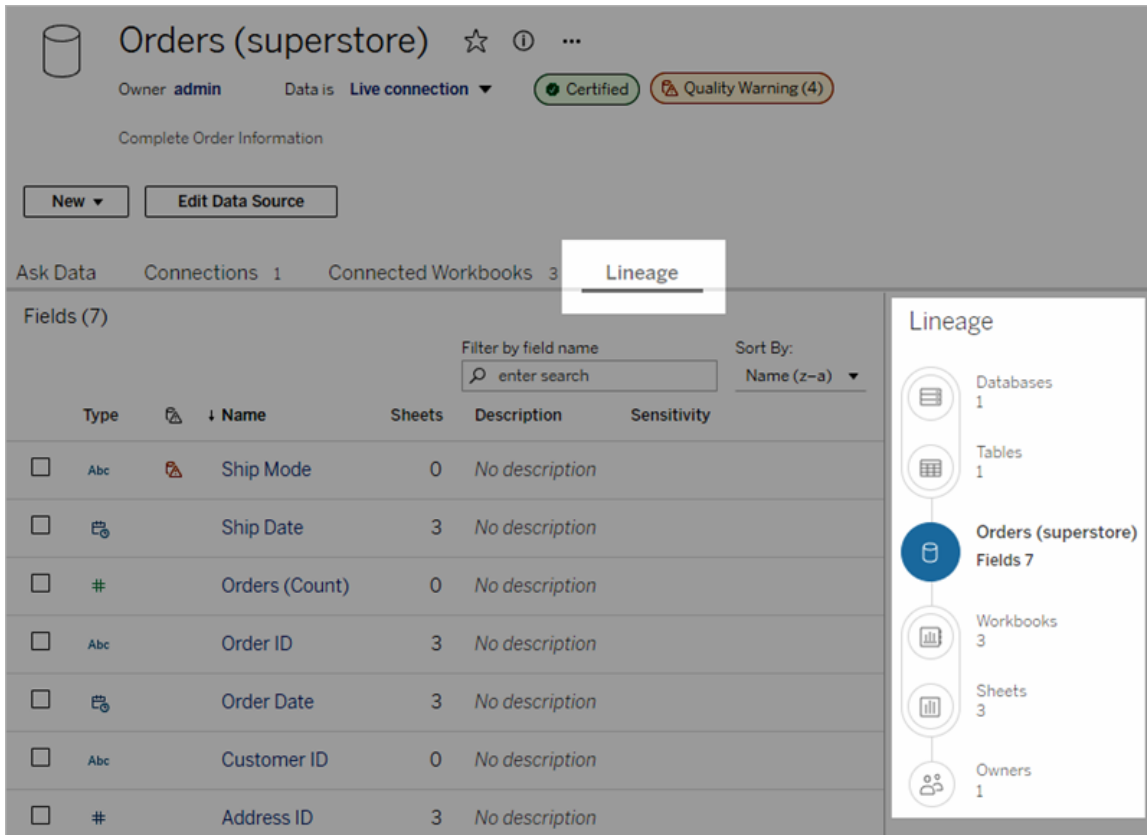 Orders (superstore)
Owner admin Data is Live connection Certified Quality Warning (4)
Complete Order Information
New Edit Data Source
Ask Data Connections 1 Connected Workbooks 3 Lineage
Fields (7)
Filter by field name Sort By:
enter search Name (z–a)
Type Name Sheets Description Sensitivity
Abc Ship Mode 0 No description
Ship Date 3 No description
# Orders (Count) 0 No description
Abc Order ID 3 No description
Order Date 3 No description
Abc Customer ID 0 No description
# Address ID 3 No description
Lineage
Databases
1
Tables
1
Orders (superstore)
Fields 7
Workbooks
3
Sheets
3
Owners
1